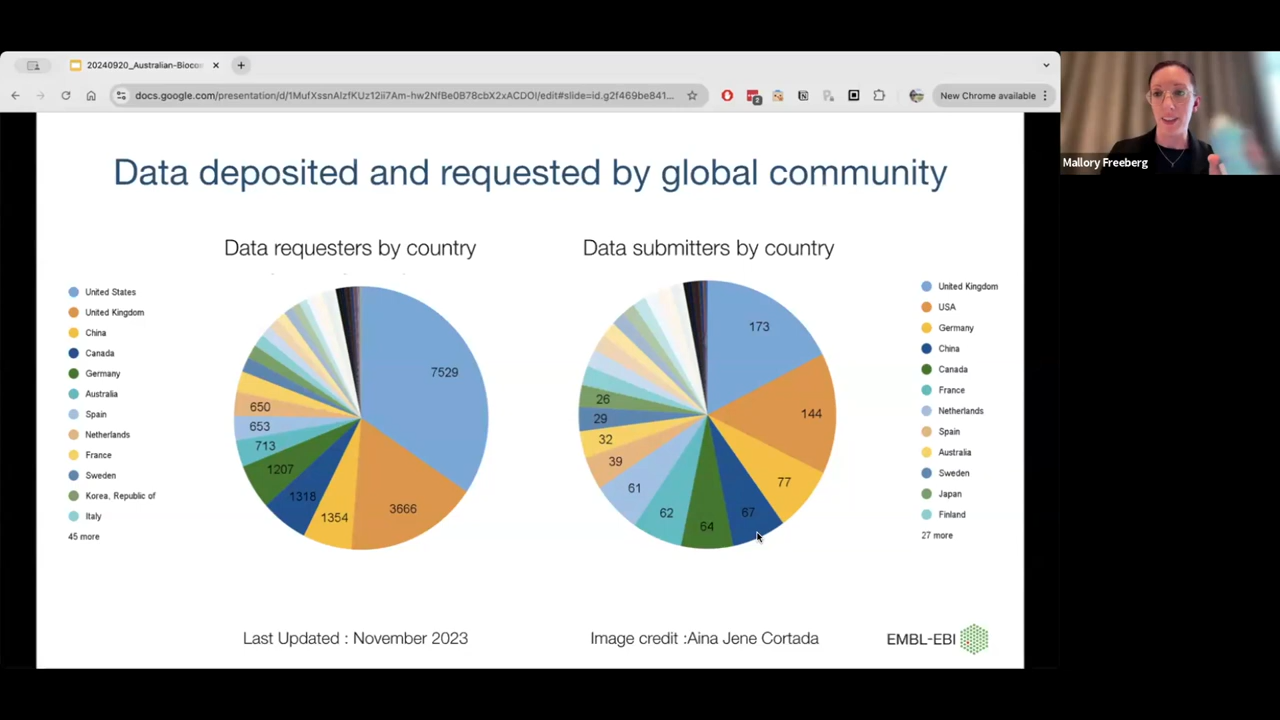 20240920_Australian-Bioco
docs.google.com/presentation/d/1MufXssnAlzfKUz12ii7Am-hw2NfBe0B78cbX2xACDOI/edit#slide=id.g2f469be841...
2
New Chrome available
Mallory Freeberg
Data deposited and requested by global community
Data requesters by country
United States
United Kingdom
China
Canada
Germany
Australia
Spain
Netherlands
France
Sweden
Korea, Republic of
Italy
45 more
7529
3666
1354
1318
1207
713
653
650
Data submitters by country
173
144
77
67
64
62
61
39
32
29
26
United Kingdom
USA
Germany
China
Canada
France
Netherlands
Spain
Australia
Sweden
Japan
Finland
27 more
Last Updated : November 2023
Image credit :Aina Jene Cortada
EMBL-EBI